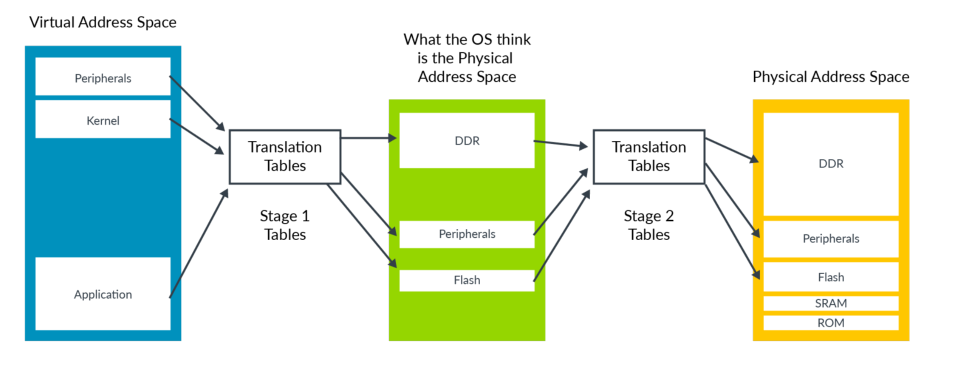 Virtual Address Space
Peripherals
Kernel
Application
Translation
Tables
Stage 1
Tables
What the OS think
is the Physical
Address Space
DDR
Peripherals
Flash
Translation
Tables
Stage 2
Tables
Physical Address Space
DDR
Peripherals
Flash
SRAM
ROM